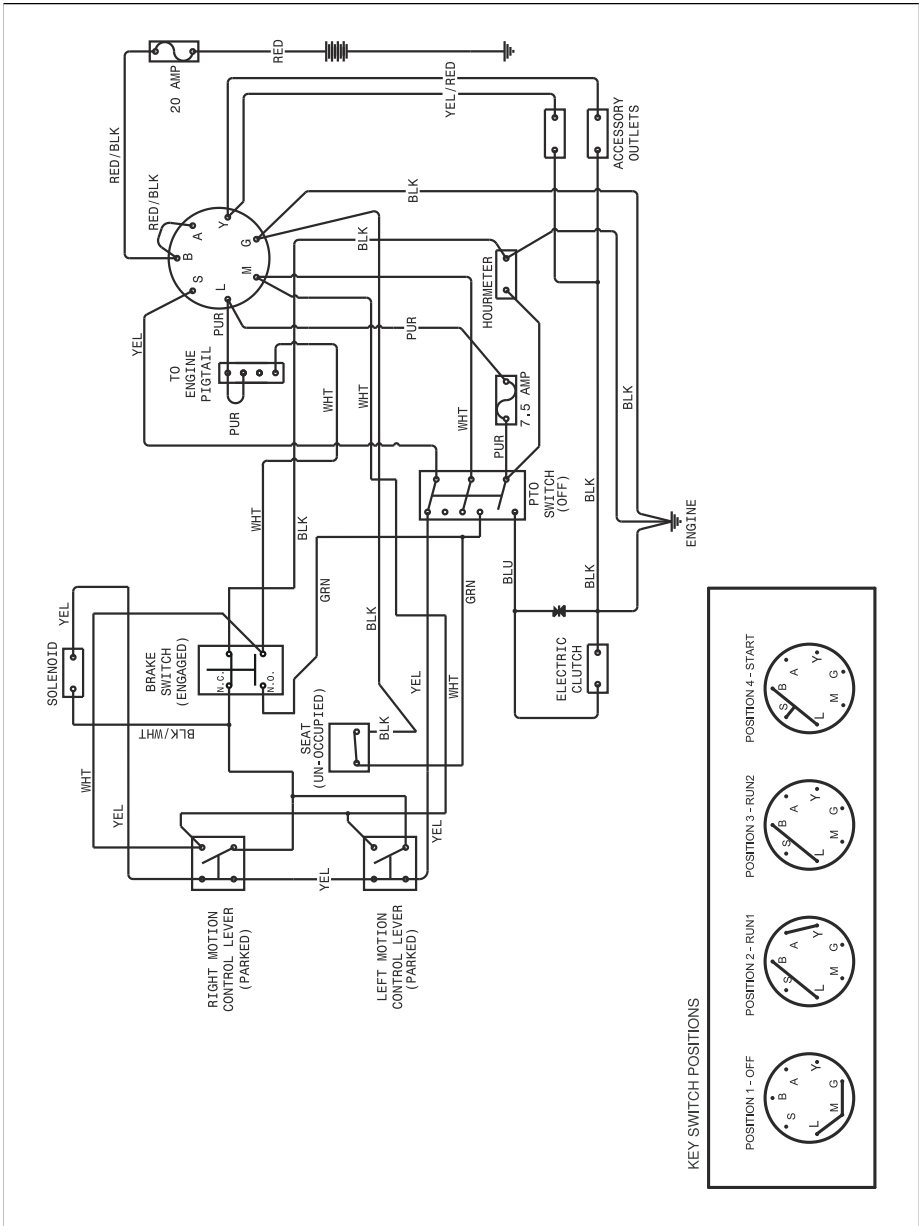 RED
20 AMP
RED/BLK
RED/BLK
YEL/RED
ACCESSORY
OUTLETS
BLK
BLK
A
Y
B
G
S
M
L
HOURMETER
PUR
PUR
YEL
TO
ENGINE
PIGTAIL
PUR
WHT
WHT
WHT
7.5 AMP
PUR
BLK
PTO
SWITCH
(OFF)
BLK
WHT
BLK
ENGINE
GRN
GRN
BLU
BLK
YEL
SOLENOID
BRAKE
SWITCH
(ENGAGED)
N.C.
N.O.
BLK
YEL
WHT
ELECTRIC
CLUTCH
BLK/WHT
SEAT
(UN-OCCUPIED)
BLK
WHT
YEL
YEL
YEL
RIGHT MOTION
CONTROL LEVER
(PARKED)
LEFT MOTION
CONTROL LEVER
(PARKED)
KEY SWITCH POSITIONS
POSITION 1 - OFF
S
B
A
Y
L
M
G
POSITION 2 - RUN1
S
B
A
Y
L
M
G
POSITION 3 - RUN2
S
B
A
Y
L
M
G
POSITION 4 - START
S
B
A
Y
L
M
G